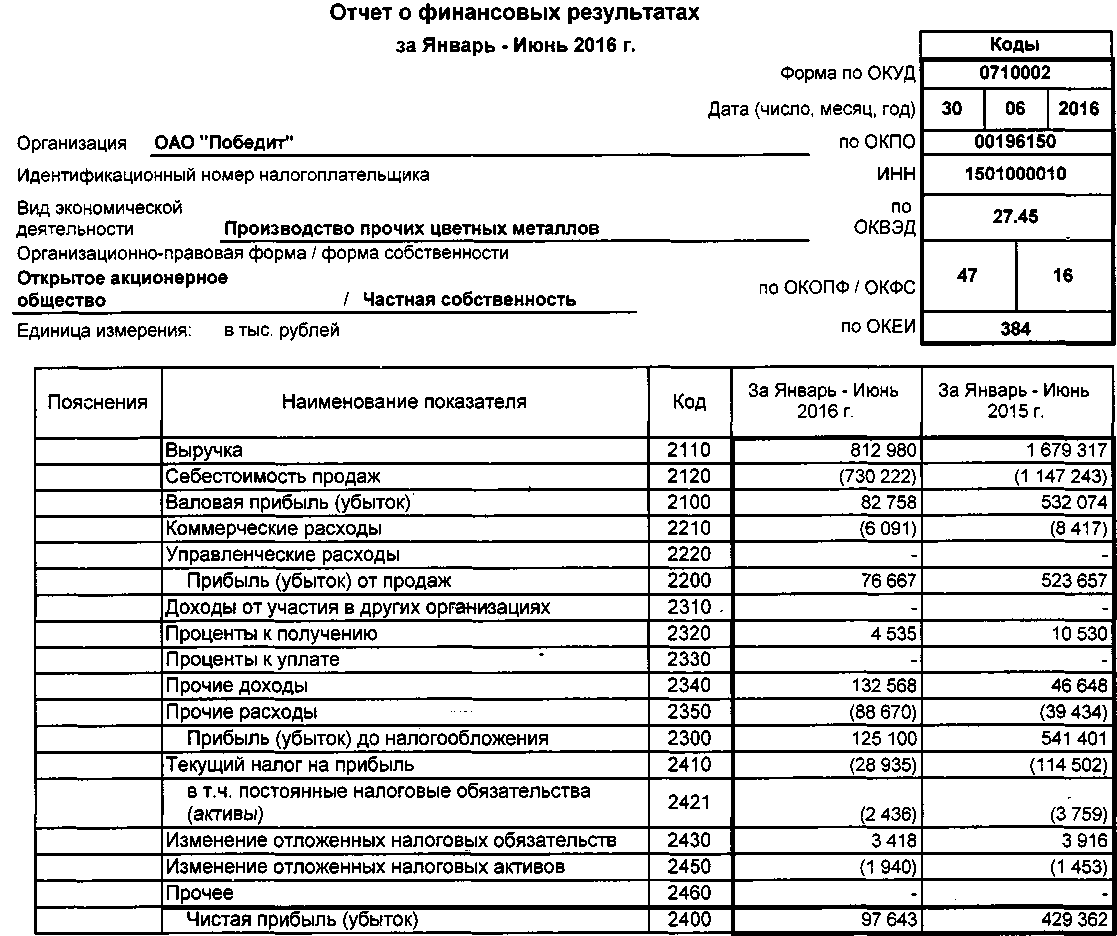 Отчет о финансовых результатах
за Январь - Июнь 2016 г.
Коды
Форма по ОКУД 0710002
Дата (число, месяц, год) 30 06 2016
Организация ОАО "Победит" по ОКПО 00196150
Идентификационный номер налогоплательщика ИНН 1501000010
Вид экономической
деятельности Производство прочих цветных металлов
по
ОКВЭД 27.45
Организационно-правовая форма / форма собственности
Открытое акционерное
общество / Частная собственность по ОКОПФ / ОКФС 47 16
Единица измерения: в тыс. рублей по ОКЕИ 384
Пояснения Наименование показателя Код За Январь - Июнь 2016 г. За Январь - Июнь 2015 г.
Выручка 2110 812 980 1 679 317
Себестоимость продаж 2120 (730 222) (1 147 243)
Валовая прибыль (убыток) 2100 82 758 532 074
Коммерческие расходы 2210 (6 091) (8 417)
Управленческие расходы 2220 - -
Прибыль (убыток) от продаж 2200 76 667 523 657
Доходы от участия в других организациях 2310 - -
Проценты к получению 2320 4 535 10 530
Проценты к уплате 2330 - -
Прочие доходы 2340 132 568 46 648
Прочие расходы 2350 (88 670) (39 434)
Прибыль (убыток) до налогообложения 2300 125 100 541 401
Текущий налог на прибыль 2410 (28 935) (114 502)
в т.ч. постоянные налоговые обязательства
(активы) 2421 (2 436) (3 759)
Изменение отложенных налоговых обязательств 2430 3 418 3 916
Изменение отложенных налоговых активов 2450 (1 940) (1 453)
Прочее 2460 - -
Чистая прибыль (убыток) 2400 97 643 429 362